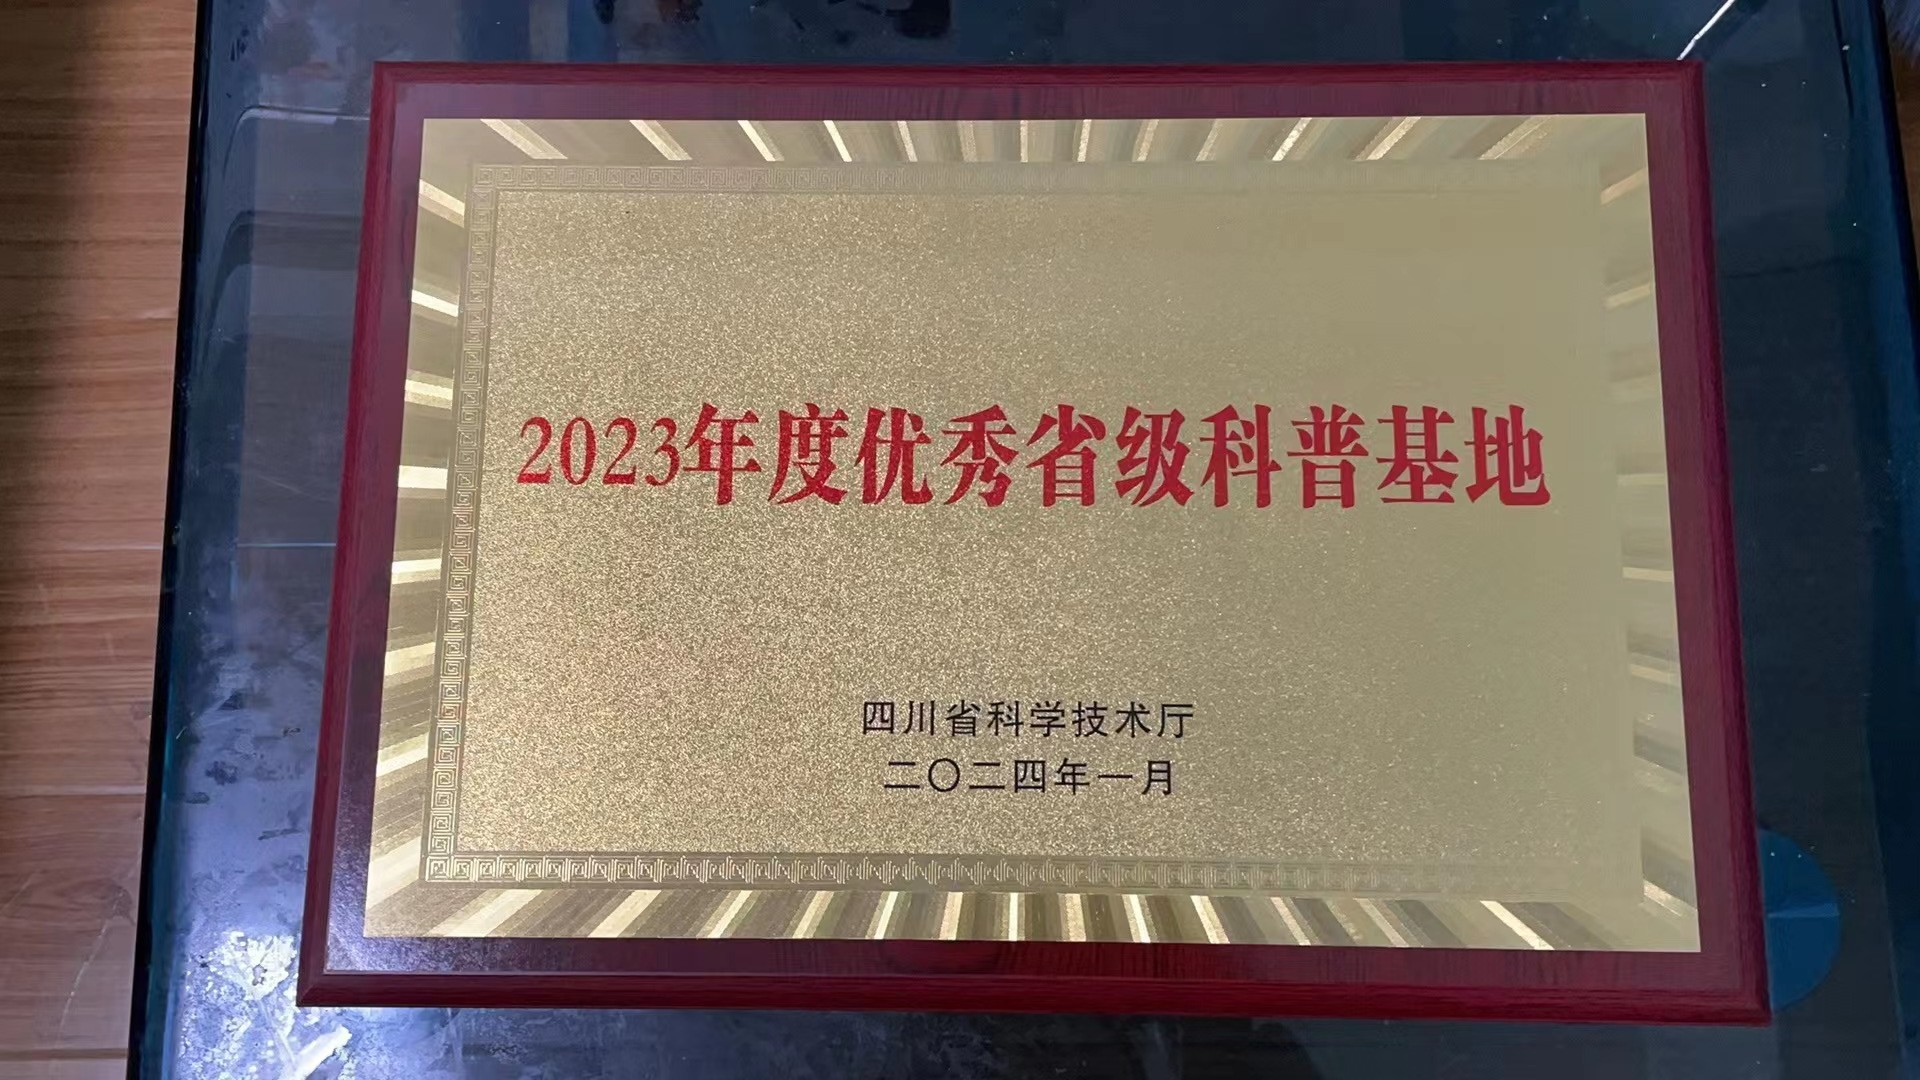 2023年度优秀省级科普基地
四川省科学技术厅
二〇二四年一月